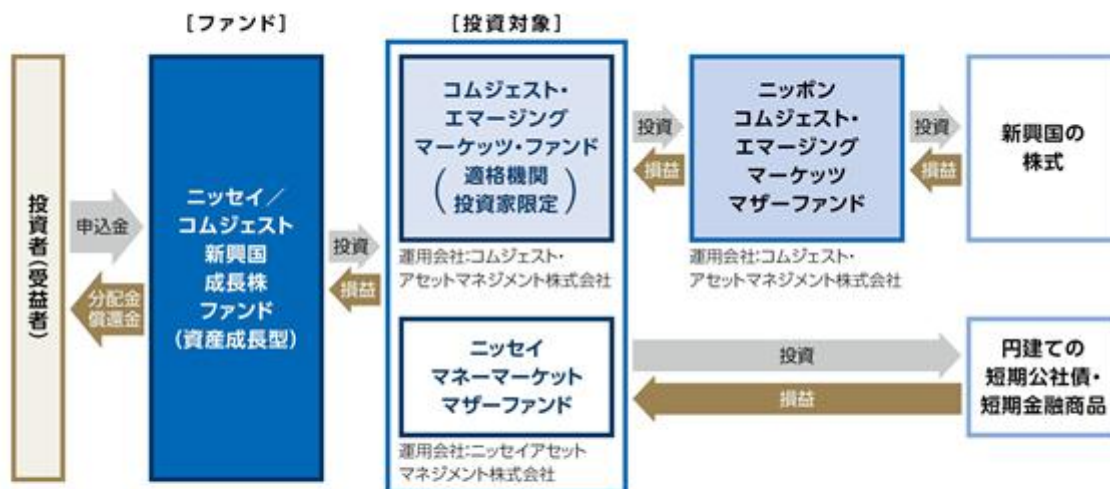 [ファンド]
[投資対象]
投資者(受益者)
申込金
分配金
償還金
ニッセイ／
コムジェスト
新興国
成長株
ファンド
(資産成長型)
投資
損益
コムジェスト・
エマージング
マーケッツ・ファンド
(適格機関
投資家限定)
運用会社:コムジェスト・
アセットマネジメント株式会社
投資
損益
ニッポン
コムジェスト・
エマージング
マーケッツ
マザーファンド
運用会社:コムジェスト・
アセットマネジメント株式会社
投資
損益
新興国の
株式
ニッセイ
マネーマーケット
マザーファンド
運用会社:ニッセイアセット
マネジメント株式会社
投資
損益
円建ての
短期公社債・
短期金融商品